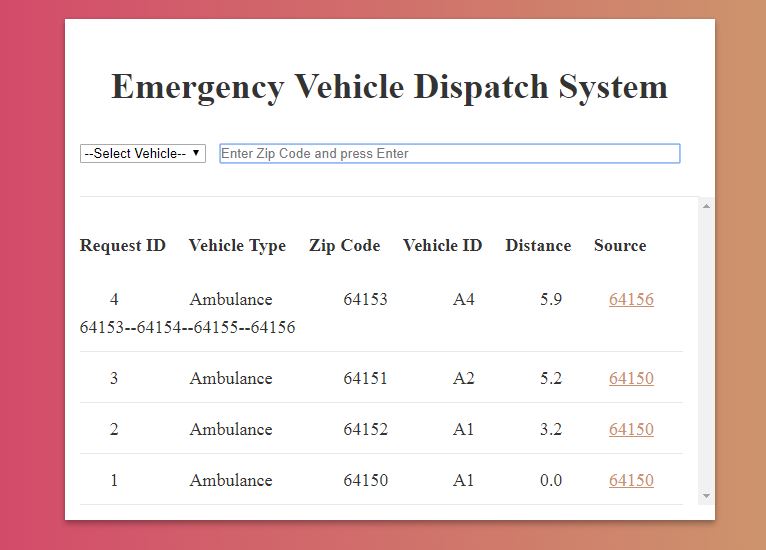 Emergency Vehicle Dispatch System
--Select Vehicle-- Enter Zip Code and press Enter
Request ID Vehicle Type Zip Code Vehicle ID Distance Source
4 Ambulance 64153 A4 5.9 64156
64153--64154--64155--64156
3 Ambulance 64151 A2 5.2 64150
2 Ambulance 64152 A1 3.2 64150
1 Ambulance 64150 A1 0.0 64150